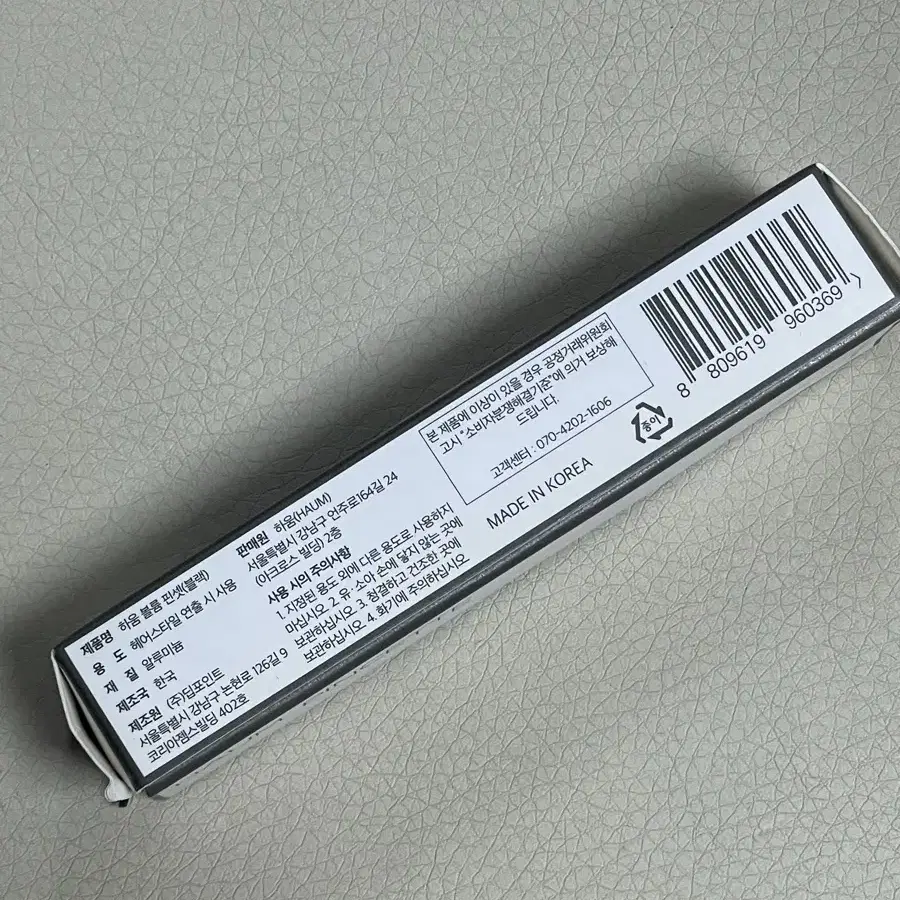 제품명 하움 볼륨 핀셋(블랙)
용 도 헤어스타일 연출 시 사용
재 질 알루미늄
제조국 한국
제조원 (주)딥포인트
서울특별시 강남구 논현로 126길 9
코리아젬스빌딩 402호
판매원 하움(HAUM)
서울특별시 강남구 언주로164길 24
(아크로스 빌딩) 2층
사용 시의 주의사항
1. 지정된 용도 외에 다른 용도로 사용하지
마십시오 2. 유·소아 손에 닿지 않는 곳에
보관하십시오 3. 청결하고 건조한 곳에
보관하십시오 4. 화기에 주의하십시오
본 제품에 이상이 있을 경우 공정거래위원회
고시 "소비자분쟁해결기준"에 의거 보상해
드립니다.
고객센터 : 070-4202-1606
MADE IN KOREA
종이
8 809619 960369 >